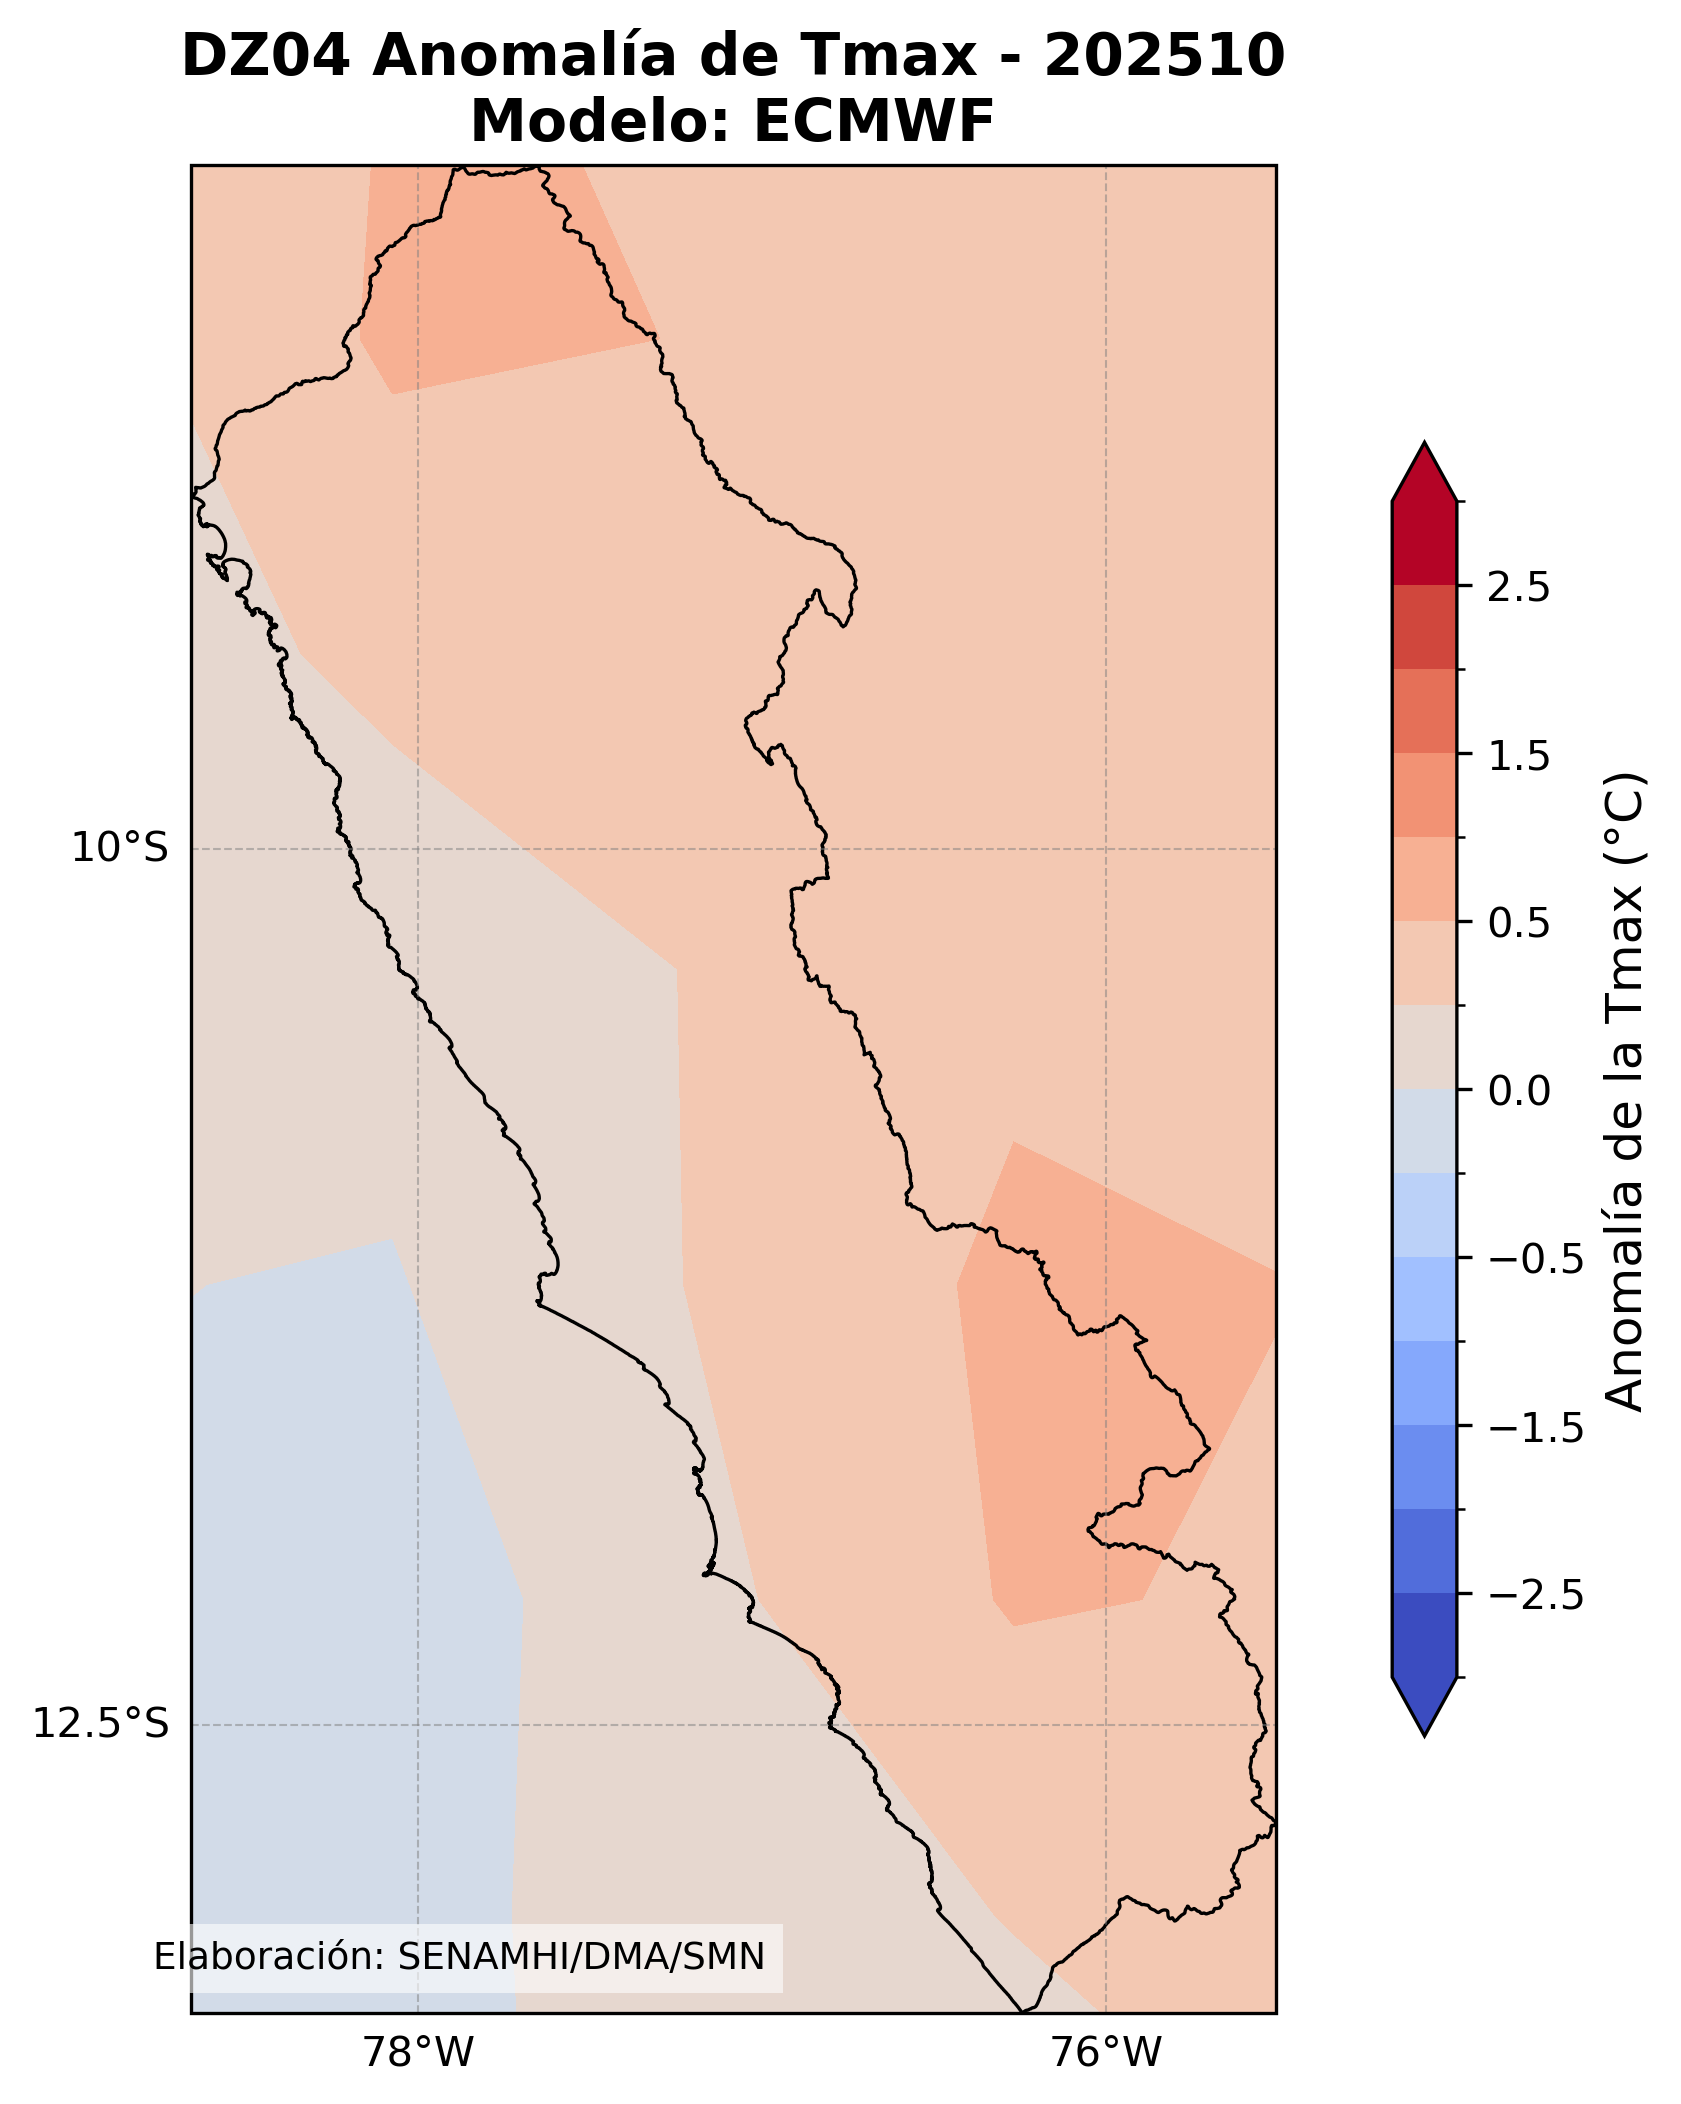 DZ04 Anomalía de Tmax - 202510
Modelo: ECMWF
10°S
12.5°S
78°W
76°W
Elaboración: SENAMHI/DMA/SMN
2.5
1.5
0.5
0.0
−0.5
−1.5
−2.5
Anomalía de la Tmax (°C)